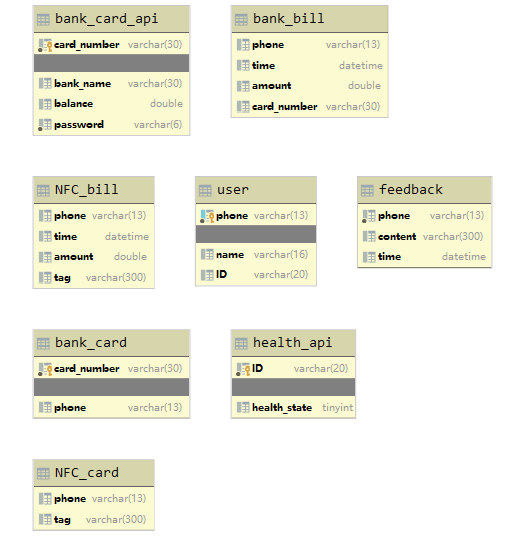 bank_card_api
card_number varchar(30)
bank_name varchar(30)
balance double
password varchar(6)
bank_bill
phone varchar(13)
time datetime
amount double
card_number varchar(30)
NFC_bill
phone varchar(13)
time datetime
amount double
tag varchar(300)
user
phone varchar(13)
name varchar(16)
ID varchar(20)
feedback
phone varchar(13)
content varchar(300)
time datetime
bank_card
card_number varchar(30)
phone varchar(13)
health_api
ID varchar(20)
health_state tinyint
NFC_card
phone varchar(13)
tag varchar(300)